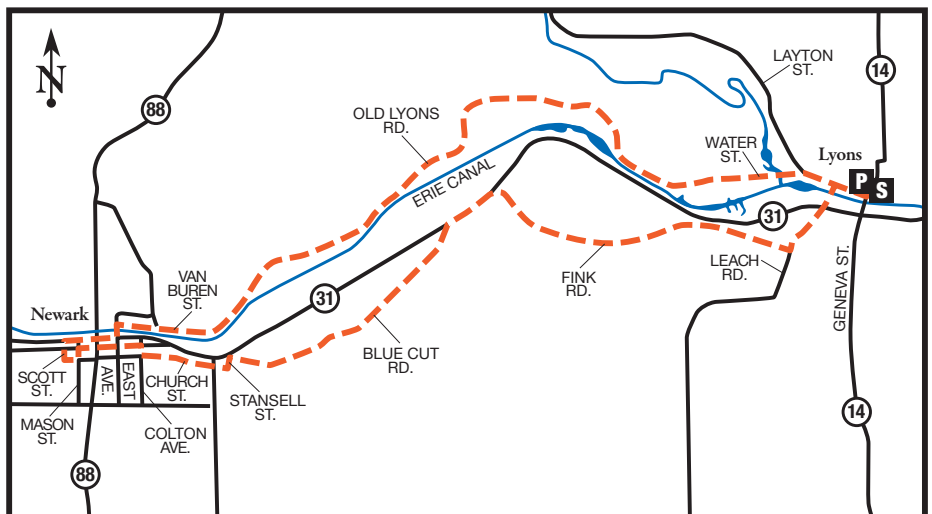 N
88
14
LAYTON
ST.
OLD LYONS
RD.
WATER
ST.
Lyons
P
S
ERIE CANAL
31
VAN
BUREN
ST.
Newark
31
FINK
RD.
LEACH
RD.
GENEVA ST.
BLUE CUT
RD.
SCOTT
ST.
AVE.
EAST
CHURCH
ST.
STANSELL
ST.
MASON
ST.
COLTON
AVE.
14
88